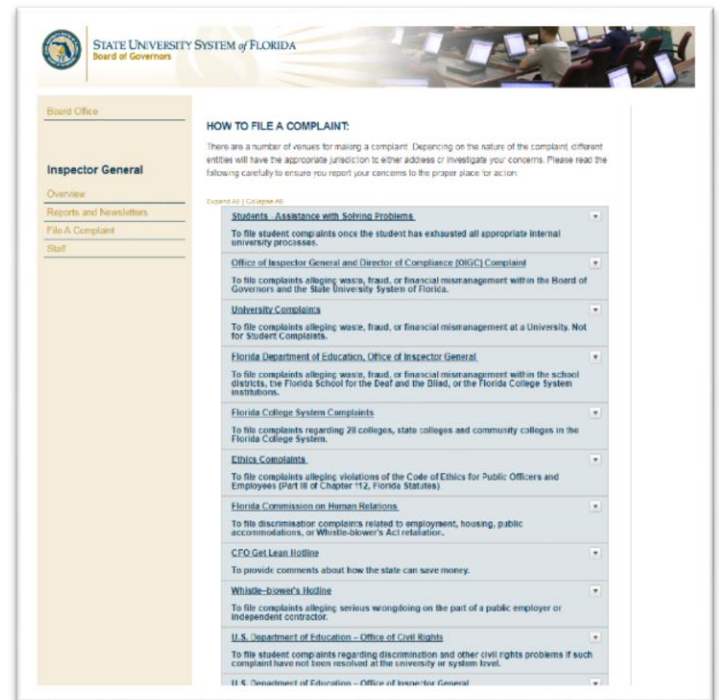 STATE UNIVERSITY SYSTEM of FLORIDA
Board of Governors
Board Office
Inspector General
Overview
Reports and Newsletters
File A Complaint
Staff
HOW TO FILE A COMPLAINT:
There are a number of venues for making a complaint. Depending on the nature of the complaint, different
entities will have the appropriate jurisdiction to either address or investigate your concerns. Please read the
following carefully to ensure you report your concerns to the proper place for action.
Expand All | Collapse All
Students - Assistance with Solving Problems
To file student complaints once the student has exhausted all appropriate internal
university processes.
Office of Inspector General and Director of Compliance (OIGC) Complaint
To file complaints alleging waste, fraud, or financial mismanagement within the Board of
Governors and the State University System of Florida.
University Complaints
To file complaints alleging waste, fraud, or financial mismanagement at a University. Not
for Student Complaints.
Florida Department of Education, Office of Inspector General
To file complaints alleging waste, fraud, or financial mismanagement within the school
districts, the Florida School for the Deaf and the Blind, or the Florida College System
institutions.
Florida College System Complaints
To file complaints regarding 28 colleges, state colleges and community colleges in the
Florida College System.
Ethics Complaints
To file complaints alleging violations of the Code of Ethics for Public Officers and
Employees (Part III of Chapter 112, Florida Statutes)
Florida Commission on Human Relations
To file discrimination complaints related to employment, housing, public
accommodations, or Whistle-blower's Act retaliation.
CFO Get Lean Hotline
To provide comments about how the state can save money.
Whistle-blower's Hotline
To file complaints alleging serious wrongdoing on the part of a public employer or
independent contractor.
U.S. Department of Education – Office of Civil Rights
To file student complaints regarding discrimination and other civil rights problems if such
complaint have not been resolved at the university or system level.
U.S. Department of Education – Office of Inspector General